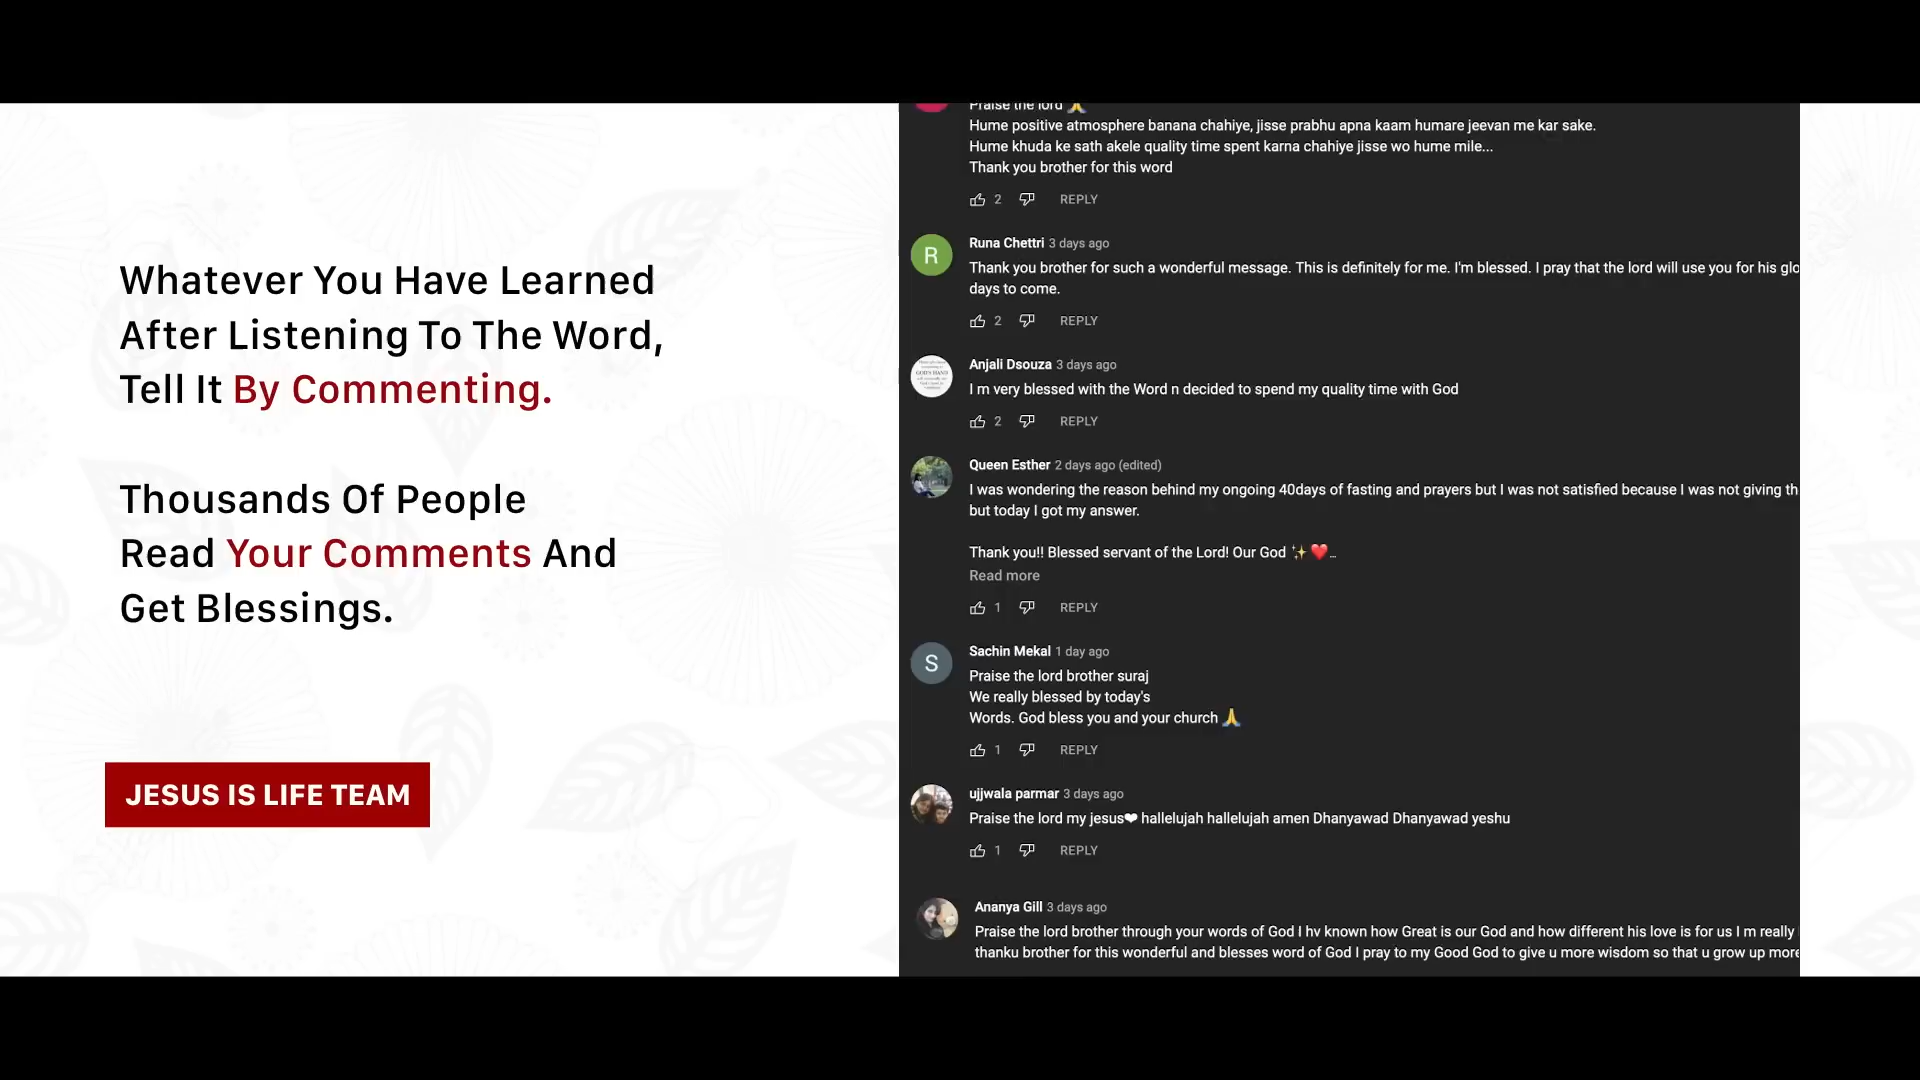 Whatever You Have Learned
After Listening To The Word,
Tell It By Commenting.
Thousands Of People
Read Your Comments And
Get Blessings.
JESUS IS LIFE TEAM
Praise the lord 🙏
Hume positive atmosphere banana chahiye, jisse prabhu apna kaam humare jeevan me kar sake.
Hume khuda ke sath akele quality time spent karna chahiye jisse wo hume mile...
Thank you brother for this word
2 REPLY
R
Runa Chettri 3 days ago
Thank you brother for such a wonderful message. This is definitely for me. I'm blessed. I pray that the lord will use you for his glo
days to come.
2 REPLY
Anjali Dsouza 3 days ago
I m very blessed with the Word n decided to spend my quality time with God
2 REPLY
Queen Esther 2 days ago (edited)
I was wondering the reason behind my ongoing 40days of fasting and prayers but I was not satisfied because I was not giving th
but today I got my answer.
Thank you!! Blessed servant of the Lord! Our God ✨❤️...
Read more
1 REPLY
S
Sachin Mekal 1 day ago
Praise the lord brother suraj
We really blessed by today's
Words. God bless you and your church 🙏
1 REPLY
ujjwala parmar 3 days ago
Praise the lord my jesus❤ hallelujah hallelujah amen Dhanyawad Dhanyawad yeshu
1 REPLY
Ananya Gill 3 days ago
Praise the lord brother through your words of God I hv known how Great is our God and how different his love is for us I m really
thanku brother for this wonderful and blesses word of God I pray to my Good God to give u more wisdom so that u grow up more